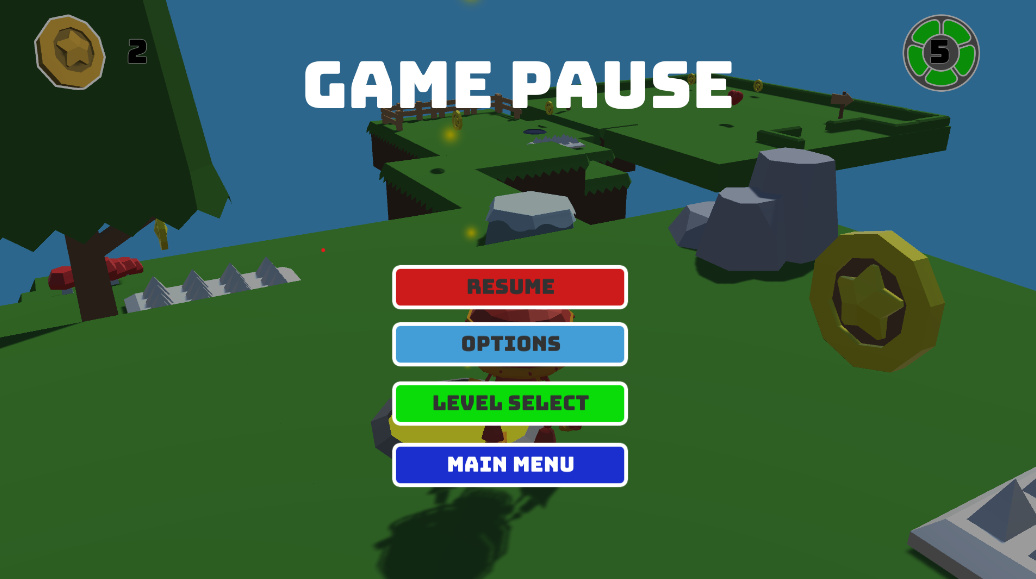 2
5
GAME PAUSE
RESUME
OPTIONS
LEVEL SELECT
MAIN MENU